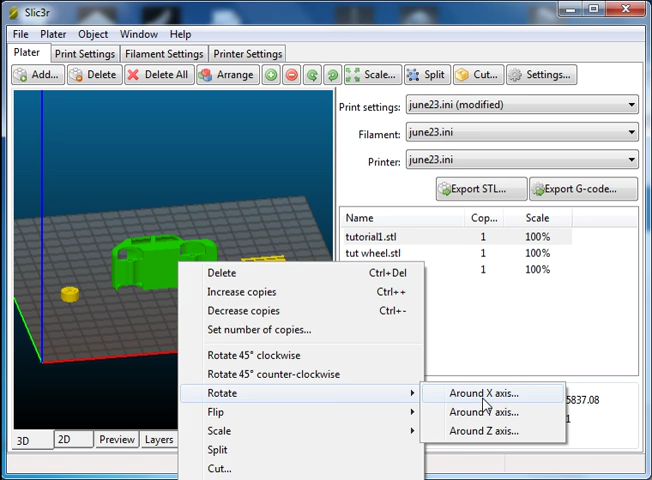 Slic3r
File Plater Object Window Help
Plater Print Settings Filament Settings Printer Settings
Add... Delete Delete All Arrange Scale... Split Cut... Settings...
Print settings: june23.ini (modified)
Filament: june23.ini
Printer: june23.ini
Export STL... Export G-code...
Name Cop... Scale
tutorial1.stl 1 100%
tut wheel.stl 1 100%
1 100%
Delete Ctrl+Del
Increase copies Ctrl++
Decrease copies Ctrl+-
Set number of copies...
Rotate 45° clockwise
Rotate 45° counter-clockwise
Rotate
Around X axis...
5837.08
Flip
Around Y axis...
1
Scale
Around Z axis...
Split
Cut...
3D 2D Preview Layers